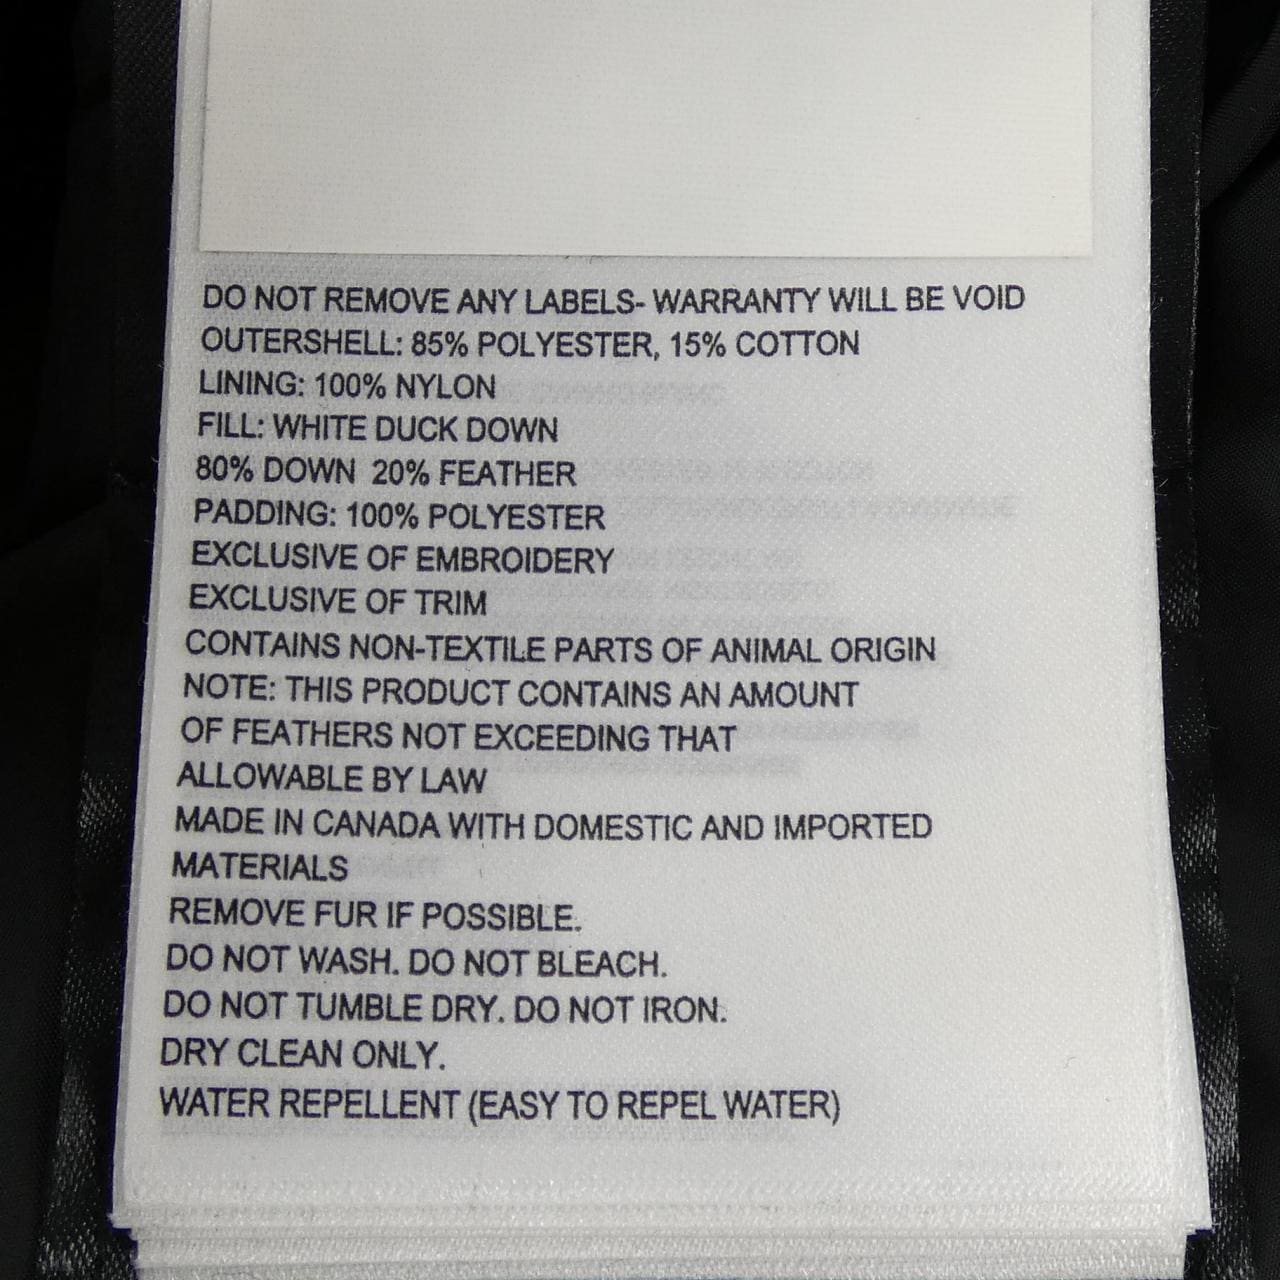 DO NOT REMOVE ANY LABELS- WARRANTY WILL BE VOID
OUTERSHELL: 85% POLYESTER, 15% COTTON
LINING: 100% NYLON
FILL: WHITE DUCK DOWN
80% DOWN  20% FEATHER
PADDING: 100% POLYESTER
EXCLUSIVE OF EMBROIDERY
EXCLUSIVE OF TRIM
CONTAINS NON-TEXTILE PARTS OF ANIMAL ORIGIN
NOTE: THIS PRODUCT CONTAINS AN AMOUNT
OF FEATHERS NOT EXCEEDING THAT
ALLOWABLE BY LAW
MADE IN CANADA WITH DOMESTIC AND IMPORTED
MATERIALS
REMOVE FUR IF POSSIBLE.
DO NOT WASH. DO NOT BLEACH.
DO NOT TUMBLE DRY. DO NOT IRON.
DRY CLEAN ONLY.
WATER REPELLENT (EASY TO REPEL WATER)